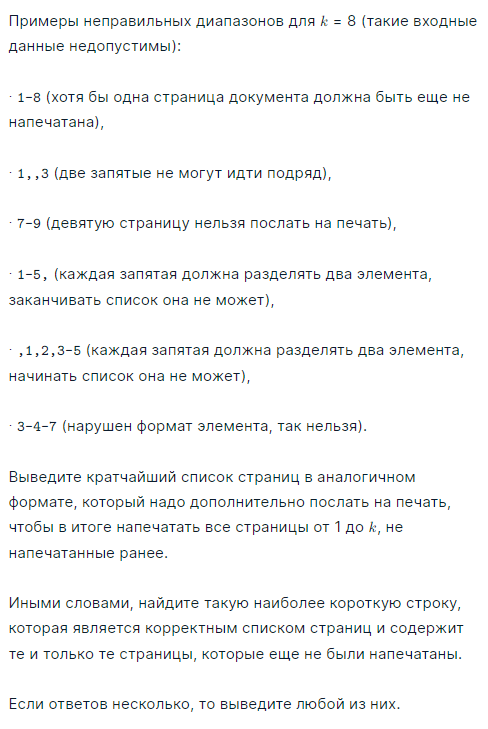 Примеры неправильных диапазонов для k = 8 (такие входные
данные недопустимы):
· 1-8 (хотя бы одна страница документа должна быть еще не
напечатана),
· 1,,3 (две запятые не могут идти подряд),
· 7-9 (девятую страницу нельзя послать на печать),
· 1-5, (каждая запятая должна разделять два элемента,
заканчивать список она не может),
· ,1,2,3-5 (каждая запятая должна разделять два элемента,
начинать список она не может),
· 3-4-7 (нарушен формат элемента, так нельзя).
Выведите кратчайший список страниц в аналогичном
формате, который надо дополнительно послать на печать,
чтобы в итоге напечатать все страницы от 1 до k, не
напечатанные ранее.
Иными словами, найдите такую наиболее короткую строку,
которая является корректным списком страниц и содержит
те и только те страницы, которые еще не были напечатаны.
Если ответов несколько, то выведите любой из них.